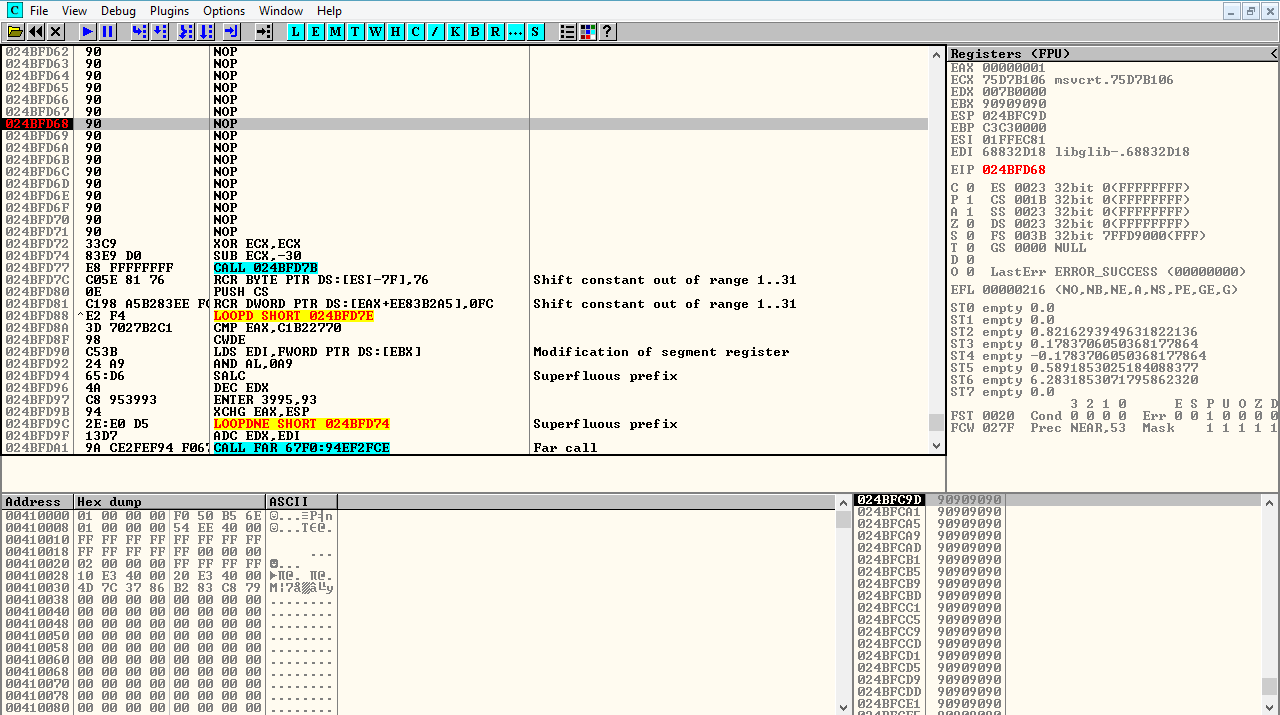 C File View Debug Plugins Options Window Help
L E M T W H C / K B R ... S ?
024BFD62 90 NOP
024BFD63 90 NOP
024BFD64 90 NOP
024BFD65 90 NOP
024BFD66 90 NOP
024BFD67 90 NOP
024BFD68 90 NOP
024BFD69 90 NOP
024BFD6A 90 NOP
024BFD6B 90 NOP
024BFD6C 90 NOP
024BFD6D 90 NOP
024BFD6E 90 NOP
024BFD6F 90 NOP
024BFD70 90 NOP
024BFD71 90 NOP
024BFD72 33C9 XOR ECX,ECX
024BFD74 83E9 D0 SUB ECX,-30
024BFD77 E8 FFFFFFFF CALL 024BFD7B
024BFD7C C05E 81 76 RCR BYTE PTR DS:[ESI-7F],76 Shift constant out of range 1..31
024BFD80 0E PUSH CS
024BFD81 C198 A5B283EE FC RCR DWORD PTR DS:[EAX+EE83B2A5],0FC Shift constant out of range 1..31
024BFD88 ^E2 F4 LOOPD SHORT 024BFD7E
024BFD8A 3D 7027B2C1 CMP EAX,C1B22770
024BFD8F 98 CWDE
024BFD90 C53B LDS EDI,FWORD PTR DS:[EBX] Modification of segment register
024BFD92 24 A9 AND AL,0A9
024BFD94 65:D6 SALC Superfluous prefix
024BFD96 4A DEC EDX
024BFD97 C8 953993 ENTER 3995,93
024BFD9B 94 XCHG EAX,ESP
024BFD9C 2E:E0 D5 LOOPDNE SHORT 024BFD74 Superfluous prefix
024BFD9F 13D7 ADC EDX,EDI
024BFDA1 9A CE2FEF94 F067 CALL FAR 67F0:94EF2FCE Far call
Registers (FPU) <
EAX 00000001
ECX 75D7B106 msvcrt.75D7B106
EDX 007B0000
EBX 90909090
ESP 024BFC9D
EBP C3C30000
ESI 01FFEC81
EDI 68832D18 libglib-.68832D18
EIP 024BFD68
C 0 ES 0023 32bit 0(FFFFFFFF)
P 1 CS 001B 32bit 0(FFFFFFFF)
A 1 SS 0023 32bit 0(FFFFFFFF)
Z 0 DS 0023 32bit 0(FFFFFFFF)
S 0 FS 003B 32bit 7FFD9000(FFF)
T 0 GS 0000 NULL
D 0
O 0 LastErr ERROR_SUCCESS (00000000)
EFL 00000216 (NO,NB,NE,A,NS,PE,GE,G)
ST0 empty 0.0
ST1 empty 0.0
ST2 empty 0.8216293949631822136
ST3 empty 0.1783706050368177864
ST4 empty -0.1783706050368177864
ST5 empty 0.5891853025184088377
ST6 empty 6.2831853071795862320
ST7 empty 0.0
3 2 1 0 E S P U O Z D
FST 0020 Cond 0 0 0 0 Err 0 0 1 0 0 0 0
FCW 027F Prec NEAR,53 Mask 1 1 1 1 1
Address Hex dump ASCII
00410000 01 00 00 00 F0 50 B5 6E ☺...≡P╡n
00410008 01 00 00 00 54 EE 40 00 ☺...T∈@.
00410010 FF FF FF FF FF FF FF FF
00410018 FF FF FF FF FF 00 00 00 ...
00410020 02 00 00 00 FF FF FF FF ☻...
00410028 10 E3 40 00 20 E3 40 00 ►π@. π@.
00410030 4D 7C 37 86 B2 83 C8 79 M|7å▓â╚y
00410038 00 00 00 00 00 00 00 00 ........
00410040 00 00 00 00 00 00 00 00 ........
00410048 00 00 00 00 00 00 00 00 ........
00410050 00 00 00 00 00 00 00 00 ........
00410058 00 00 00 00 00 00 00 00 ........
00410060 00 00 00 00 00 00 00 00 ........
00410068 00 00 00 00 00 00 00 00 ........
00410070 00 00 00 00 00 00 00 00 ........
00410078 00 00 00 00 00 00 00 00 ........
00410080 00 00 00 00 00 00 00 00 ........
024BFC9D 90909090
024BFCA1 90909090
024BFCA5 90909090
024BFCA9 90909090
024BFCAD 90909090
024BFCB1 90909090
024BFCB5 90909090
024BFCB9 90909090
024BFCBD 90909090
024BFCC1 90909090
024BFCC5 90909090
024BFCC9 90909090
024BFCCD 90909090
024BFCD1 90909090
024BFCD5 90909090
024BFCD9 90909090
024BFCDD 90909090
024BFCE1 90909090